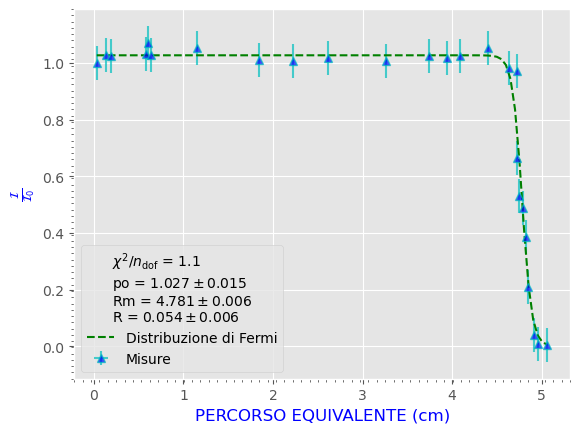 1.0
0.8
0.6
0.4
0.2
0.0
I/I₀
χ²/n_dof = 1.1
po = 1.027 ± 0.015
Rm = 4.781 ± 0.006
R = 0.054 ± 0.006
Distribuzione di Fermi
Misure
0 1 2 3 4 5
PERCORSO EQUIVALENTE (cm)